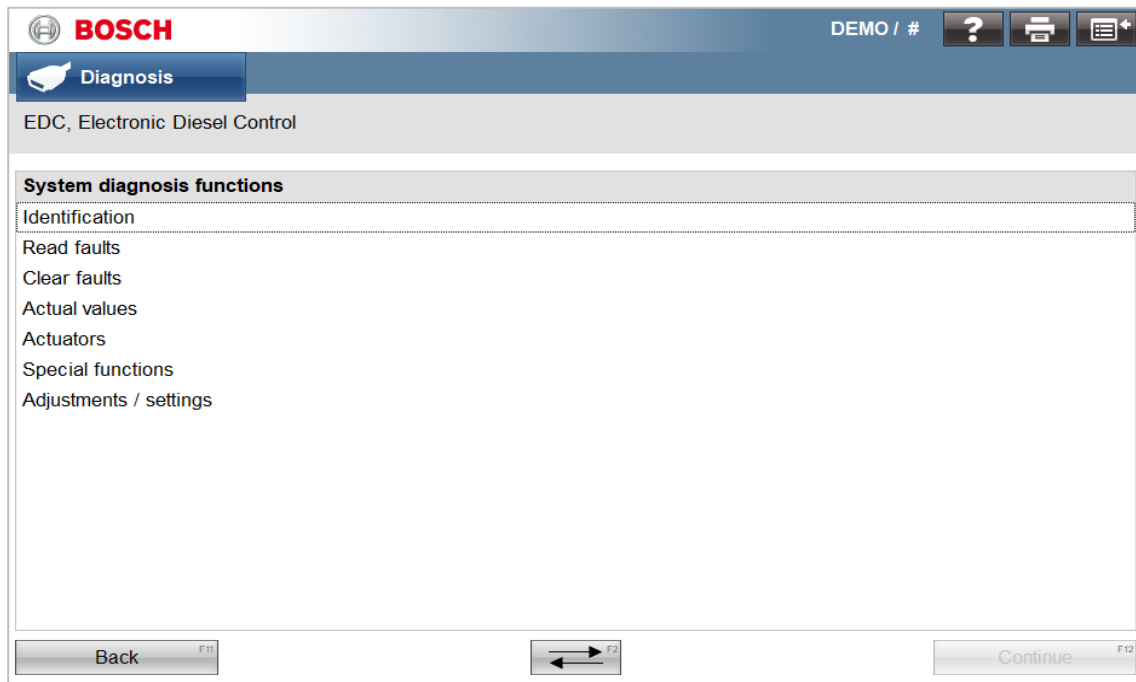 BOSCH
DEMO / #
?
Diagnosis
EDC, Electronic Diesel Control
System diagnosis functions
Identification
Read faults
Clear faults
Actual values
Actuators
Special functions
Adjustments / settings
Back F11
F2
Continue F12